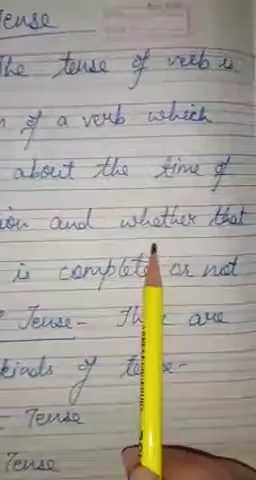 Tense
The tense of verb is
of a verb which
about the time of
and whether that
is complete or not
Tense - There are
kinds of tense -
Tense
Tense